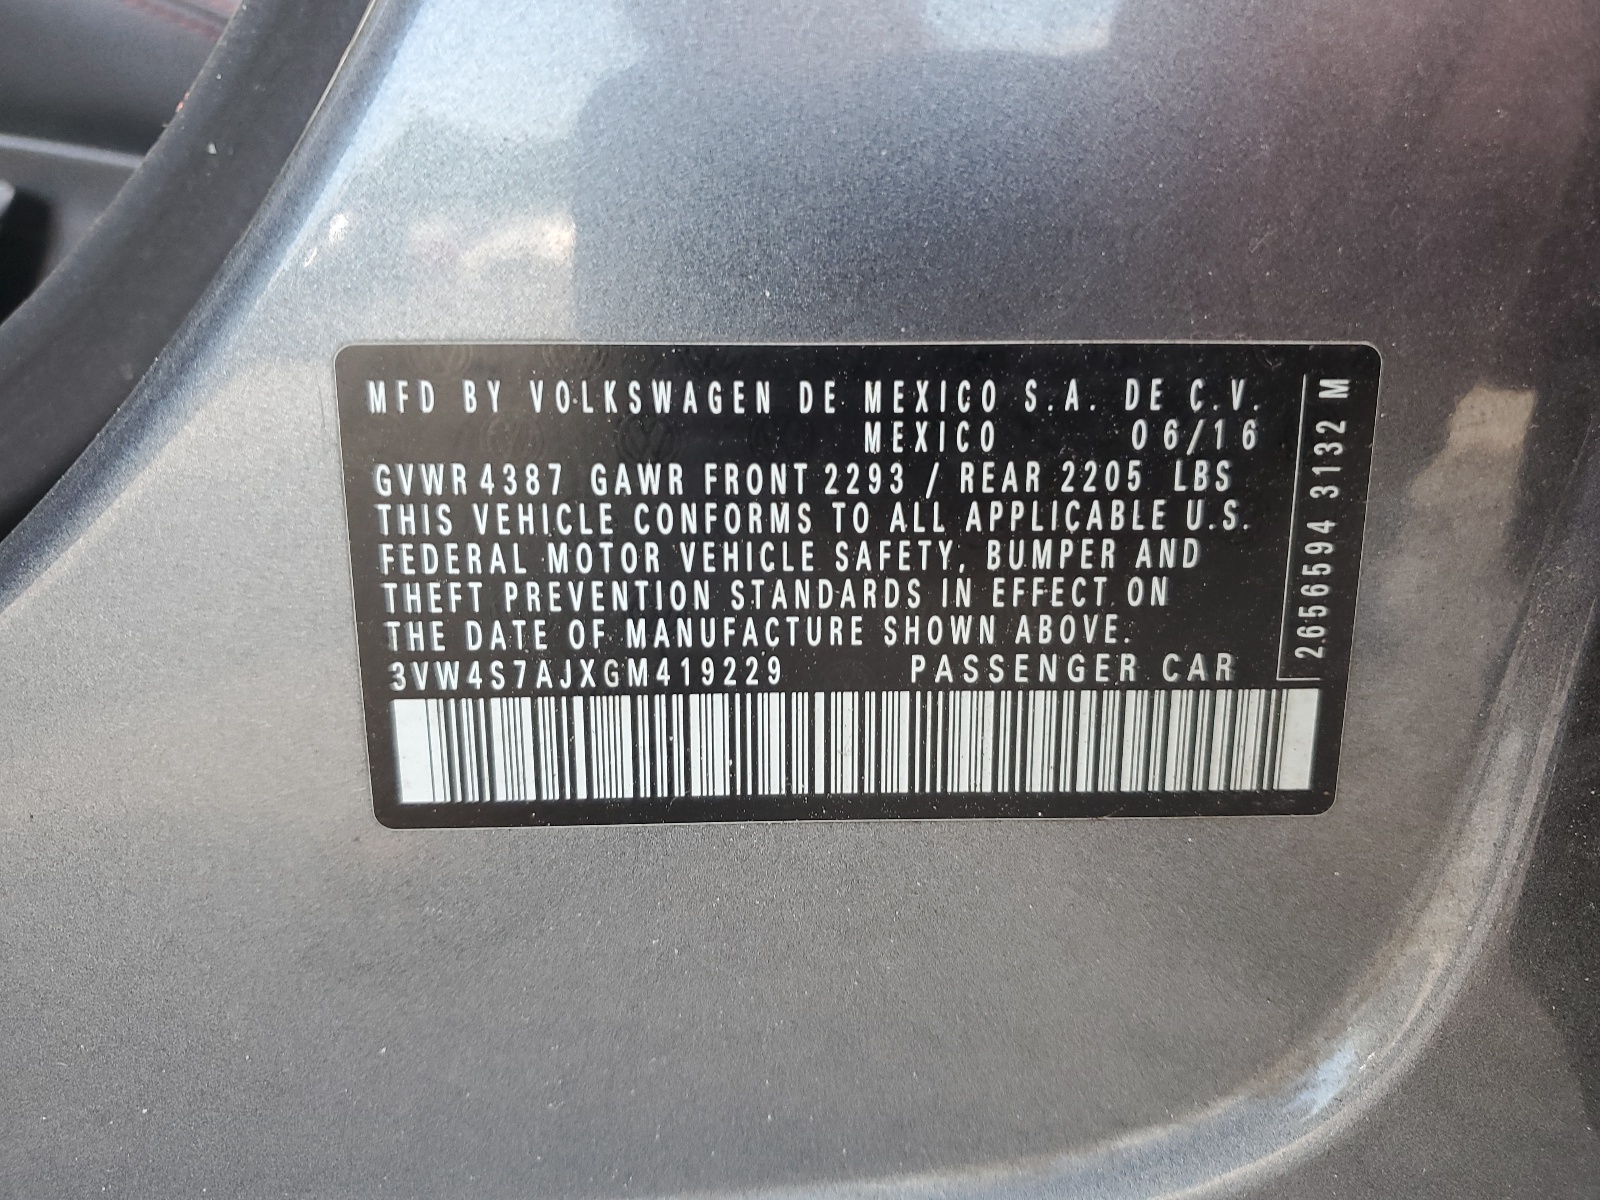 MFD BY VOLKSWAGEN DE MEXICO S.A. DE C.V.
MEXICO 06/16
GVWR 4387 GAWR FRONT 2293 / REAR 2205 LBS
THIS VEHICLE CONFORMS TO ALL APPLICABLE U.S.
FEDERAL MOTOR VEHICLE SAFETY, BUMPER AND
THEFT PREVENTION STANDARDS IN EFFECT ON
THE DATE OF MANUFACTURE SHOWN ABOVE.
3VW4S7AJXGM419229 PASSENGER CAR
2656594 3132 M